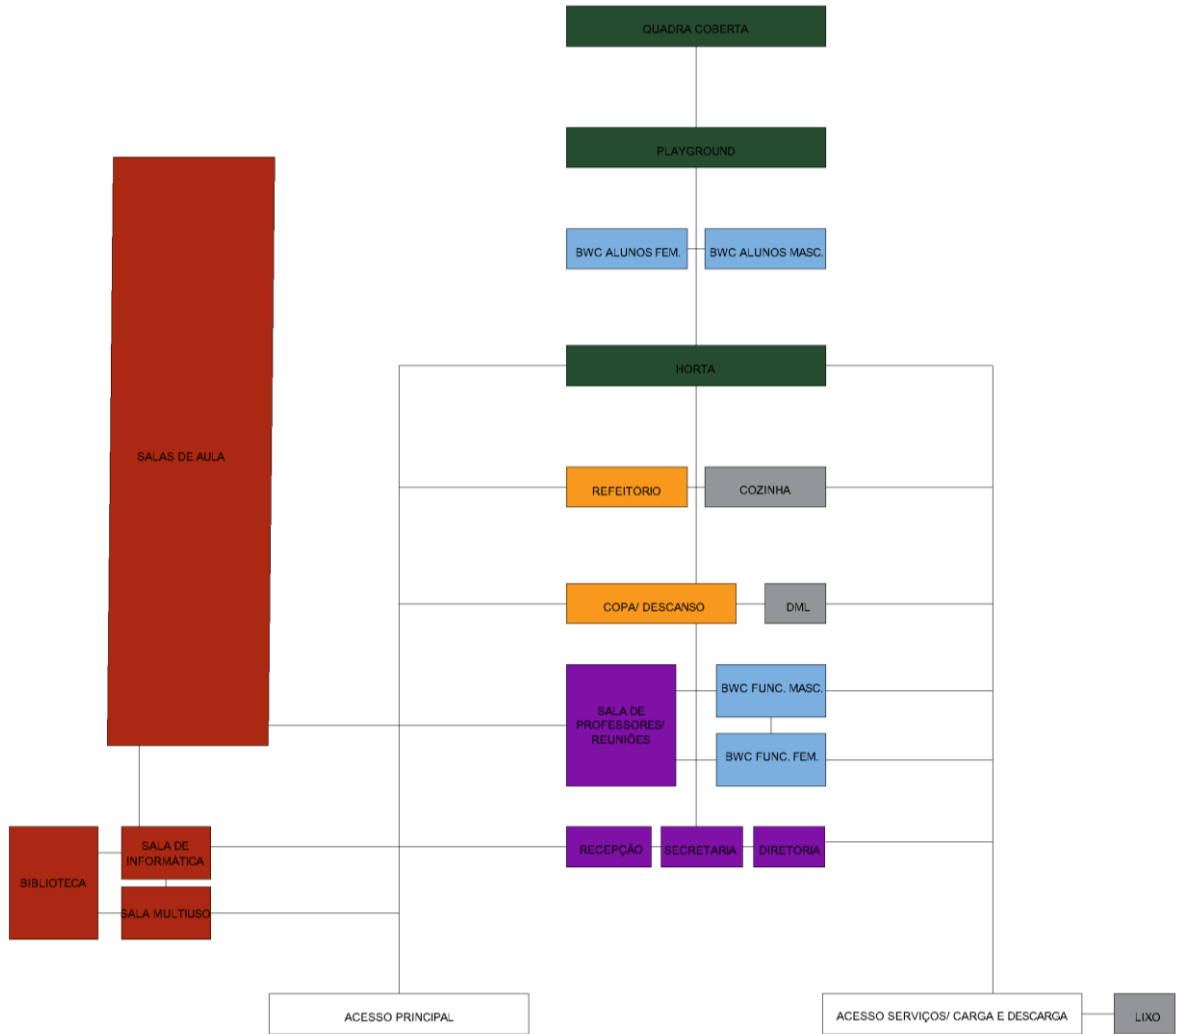 QUADRA COBERTA
PLAYGROUND
BWC ALUNOS FEM.
BWC ALUNOS MASC.
HORTA
SALAS DE AULA
REFEITÓRIO
COZINHA
COPA/ DESCANSO
DML
SALA DE
PROFESSORES/
REUNIÕES
BWC FUNC. MASC.
BWC FUNC. FEM.
BIBLIOTECA
SALA DE
INFORMÁTICA
SALA MULTIUSO
RECEPÇÃO
SECRETARIA
DIRETORIA
ACESSO PRINCIPAL
ACESSO SERVIÇOS/ CARGA E DESCARGA
LIXO